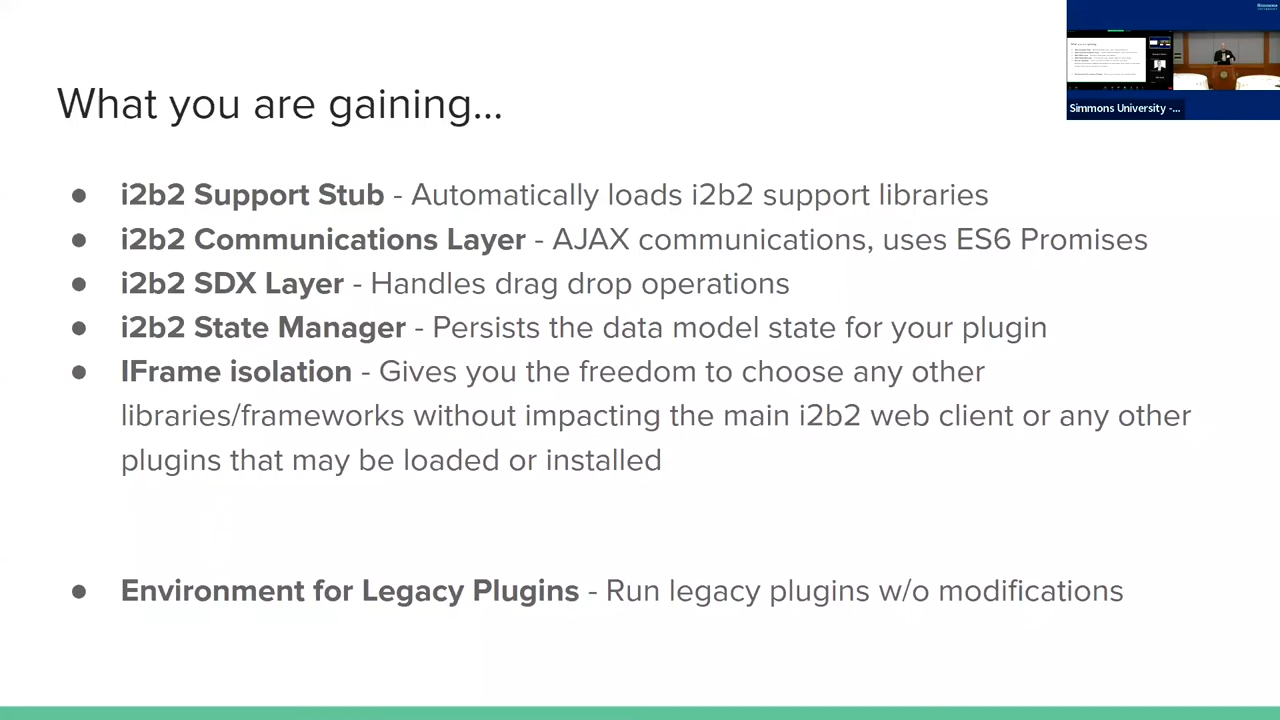 What you are gaining...
● i2b2 Support Stub - Automatically loads i2b2 support libraries
● i2b2 Communications Layer - AJAX communications, uses ES6 Promises
● i2b2 SDX Layer - Handles drag drop operations
● i2b2 State Manager - Persists the data model state for your plugin
● IFrame isolation - Gives you the freedom to choose any other
libraries/frameworks without impacting the main i2b2 web client or any other
plugins that may be loaded or installed
● Environment for Legacy Plugins - Run legacy plugins w/o modifications
Simmons University -...